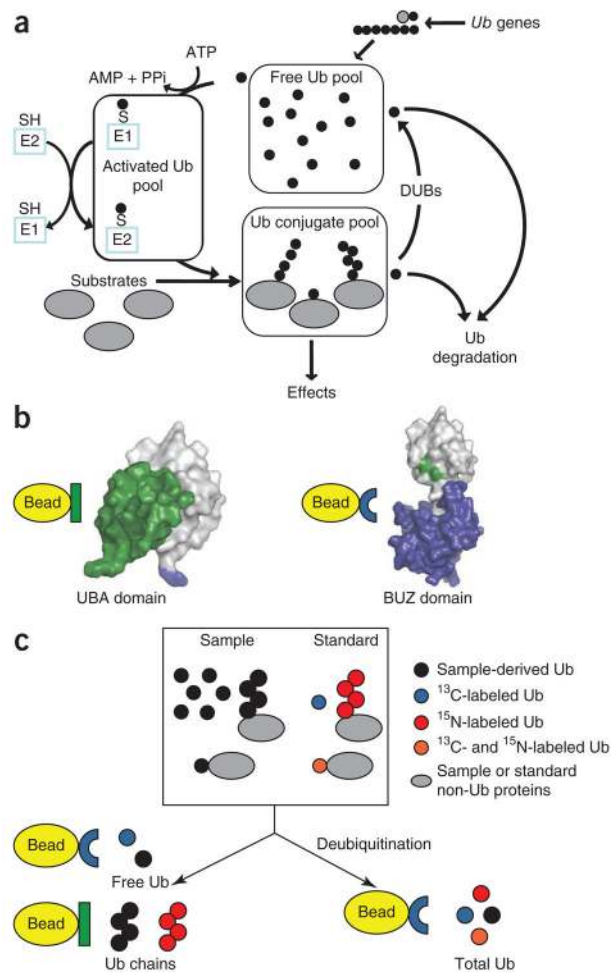 a
Ub genes
ATP
AMP + PPi
Free Ub pool
SH
E2
S
E1
Activated Ub
pool
DUBs
SH
E1
S
E2
Ub conjugate pool
Substrates
Ub
degradation
Effects
b
Bead
UBA domain
Bead
BUZ domain
c
Sample
Standard
Sample-derived Ub
13C-labeled Ub
15N-labeled Ub
13C- and 15N-labeled Ub
Sample or standard
non-Ub proteins
Deubiquitination
Bead
Free Ub
Bead
Ub chains
Bead
Total Ub